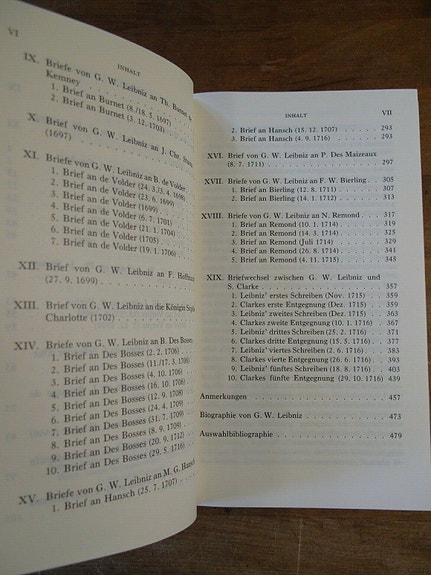 VI
INHALT
IX. Briefe von G. W. Leibniz an Th. Burnet de
Kemney
1. Brief an Burnet (8./18. 5. 1697)
2. Brief an Burnet (3. 12. 1703)
X. Brief von G. W. Leibniz an J. Chr.
(1697)
XI. Briefe von G. W. Leibniz an B. de Volder
1. Brief an de Volder (24. 3./3. 4. 1698)
2. Brief an de Volder (23. 6. 1699)
3. Brief an de Volder (1699)
4. Brief an de Volder (6. 7. 1701)
5. Brief an de Volder (21. 1. 1704)
6. Brief an de Volder (1705)
7. Brief an de Volder (19. 1. 1706)
XII. Brief von G. W. Leibniz an F. Hoffmann
(27. 9. 1699)
XIII. Brief von G. W. Leibniz an die Königin Sophie
Charlotte (1702)
XIV. Briefe von G. W. Leibniz an B. Des Bosses
1. Brief an Des Bosses (2. 2. 1706)
2. Brief an Des Bosses (11./17. 3. 1706)
3. Brief an Des Bosses (4. 10. 1706)
4. Brief an Des Bosses (16. 10. 1706)
5. Brief an Des Bosses (12. 9. 1708)
6. Brief an Des Bosses (24. 4. 1709)
7. Brief an Des Bosses (31. 7. 1709)
8. Brief an Des Bosses (8. 9. 1709)
9. Brief an Des Bosses (20. 9. 1712)
10. Brief an Des Bosses (29. 5. 1716)
XV. Briefe von G. W. Leibniz an M. G. Hansch
1. Brief an Hansch (25. 7. 1707)
INHALT VII
2. Brief an Hansch (15. 12. 1707) 293
3. Brief an Hansch (4. 9. 1716) 293
XVI. Brief von G. W. Leibniz an P. Des Maizeaux
(8. 7. 1711) 297
XVII. Briefe von G. W. Leibniz an F. W. Bierling 305
1. Brief an Bierling (12. 8. 1711) 307
2. Brief an Bierling (14. 1. 1712) 313
XVIII. Briefe von G. W. Leibniz an N. Remond 317
1. Brief an Remond (10. 1. 1714) 319
2. Brief an Remond (14. 3. 1714) 325
3. Brief an Remond (Juli 1714) 329
4. Brief an Remond (26. 8. 1714) 341
5. Brief an Remond (4. 11. 1715) 345
XIX. Briefwechsel zwischen G. W. Leibniz und
S. Clarke 357
1. Leibniz' erstes Schreiben (Nov. 1715) 359
2. Clarkes erste Entgegnung (Dez. 1715) 359
3. Leibniz' zweites Schreiben (Dez. 1715) 363
4. Clarkes zweite Entgegnung (10. 1. 1716) 367
5. Leibniz' drittes Schreiben (25. 2. 1716) 371
6. Clarkes dritte Entgegnung (15. 5. 1716) 377
7. Leibniz' viertes Schreiben (2. 6. 1716) 383
8. Clarkes vierte Entgegnung (26. 6. 1716) 393
9. Leibniz' fünftes Schreiben (18. 8. 1716) 403
10. Clarkes fünfte Entgegnung (29. 10. 1716) 439
Anmerkungen 457
Biographie von G. W. Leibniz 473
Auswahlbibliographie 479